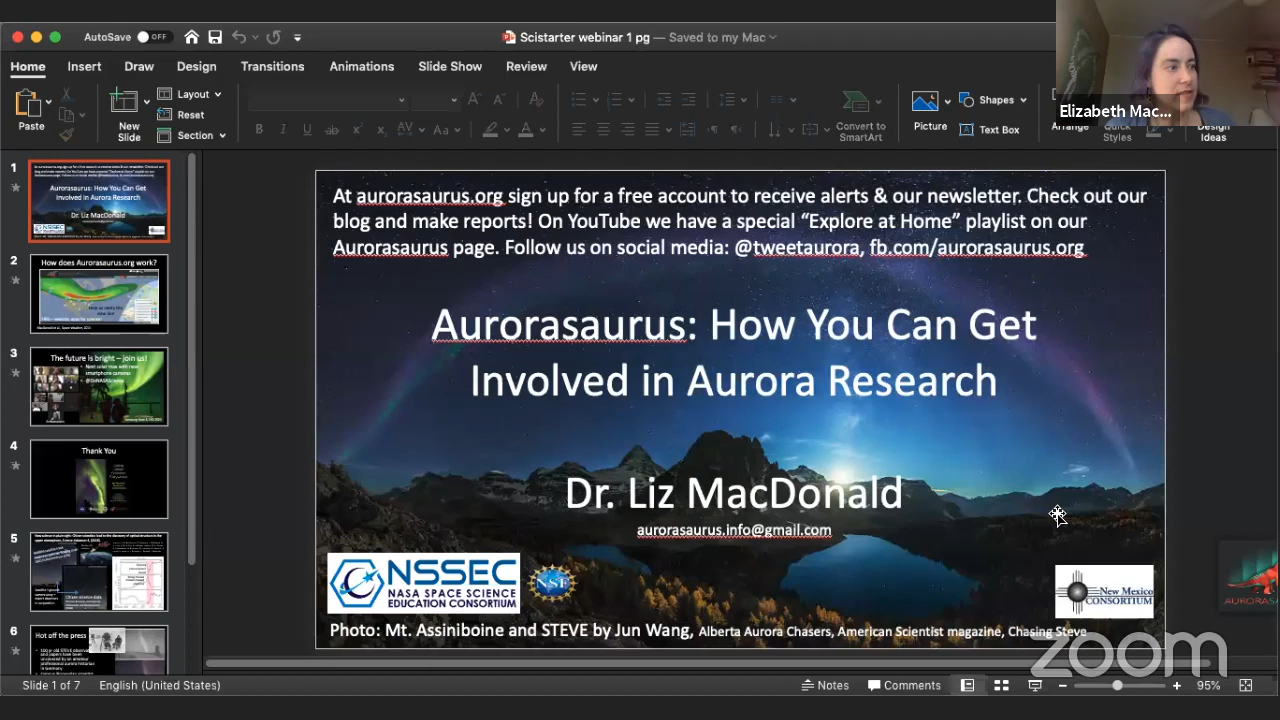 AutoSave OFF
Scistarter webinar 1 pg — Saved to my Mac
Home Insert Draw Design Transitions Animations Slide Show Review View
Paste
New Slide
Layout
Reset
Section
Convert to SmartArt
Picture
Shapes
Text Box
Arrange
Quick Styles
Design Ideas
Elizabeth Mac...
1
Aurorasaurus: How You Can Get
Involved in Aurora Research
Dr. Liz MacDonald
2
How does Aurorasaurus.org work?
3
The future is bright – join us!
4
Thank You
5
6
Hot off the press
At aurorasaurus.org sign up for a free account to receive alerts & our newsletter. Check out our
blog and make reports! On YouTube we have a special “Explore at Home” playlist on our
Aurorasaurus page. Follow us on social media: @tweetaurora, fb.com/aurorasaurus.org
Aurorasaurus: How You Can Get
Involved in Aurora Research
Dr. Liz MacDonald
aurorasaurus.info@gmail.com
NSSEC
NASA SPACE SCIENCE
EDUCATION CONSORTIUM
NSF
New Mexico
CONSORTIUM
Photo: Mt. Assiniboine and STEVE by Jun Wang, Alberta Aurora Chasers, American Scientist magazine, Chasing Steve
zoom
Slide 1 of 7 English (United States) Notes Comments 95%